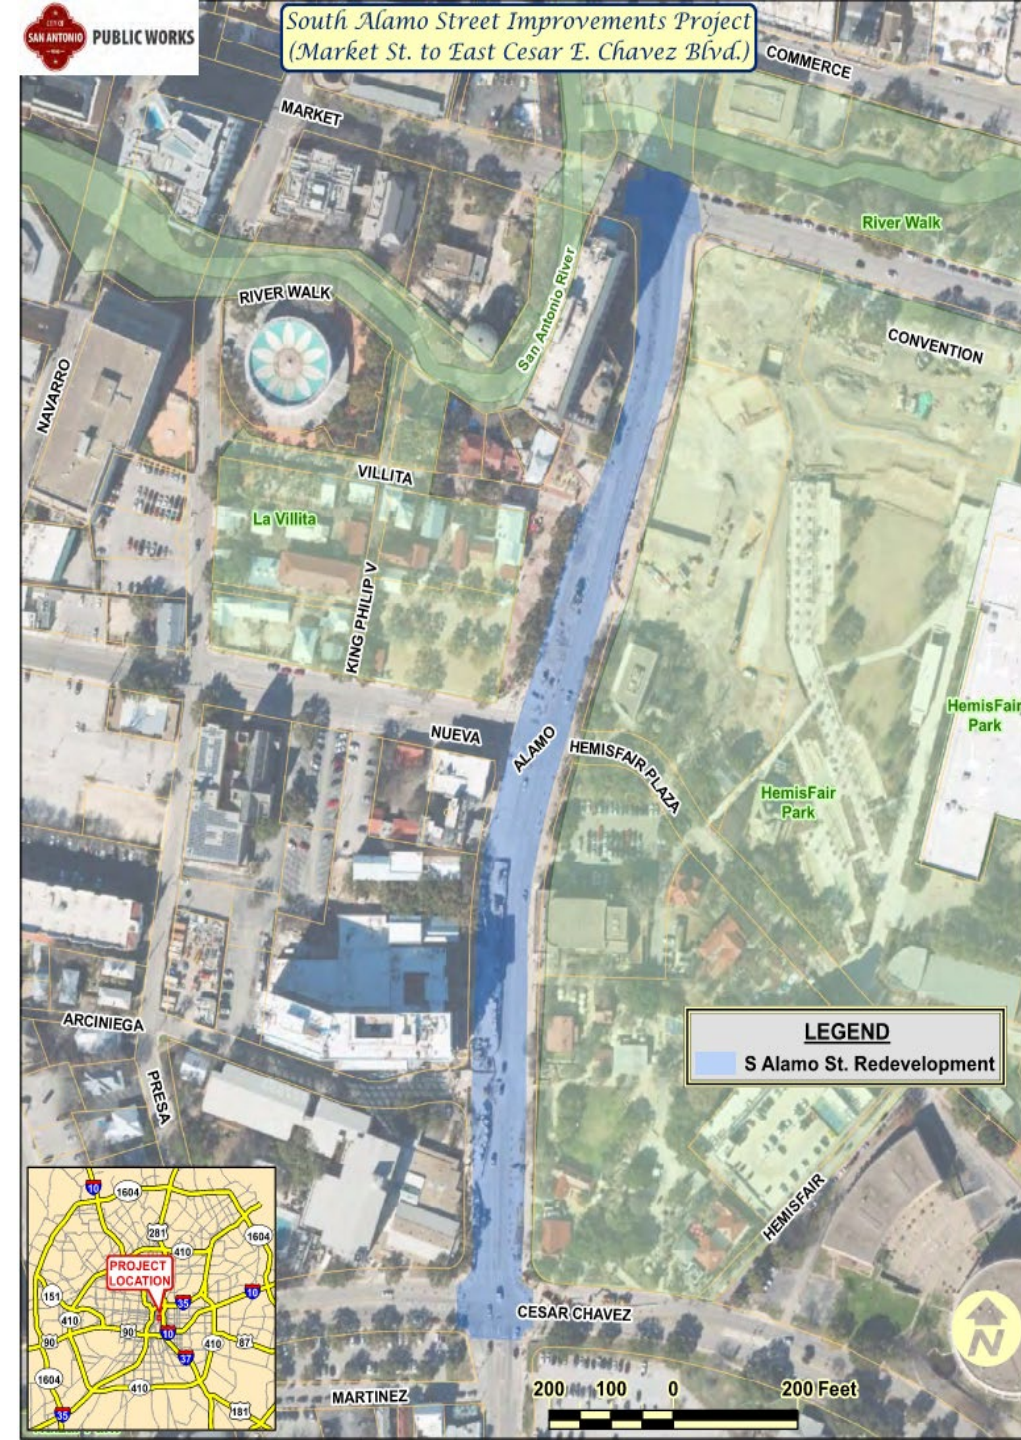 CITY OF
SAN ANTONIO
PUBLIC WORKS
South Alamo Street Improvements Project
(Market St. to East Cesar E. Chavez Blvd.)
COMMERCE
MARKET
River Walk
San Antonio River
RIVER WALK
CONVENTION
NAVARRO
VILLITA
La Villita
KING PHILIP V
HemisFair
Park
NUEVA
ALAMO
HEMISFAIR PLAZA
HemisFair
Park
ARCINIEGA
LEGEND
S Alamo St. Redevelopment
PRESA
HEMISFAIR
10
1604
281
1604
410
PROJECT
LOCATION
151
35
10
410
90
90
10
410
87
37
1604
410
35
181
CESAR CHAVEZ
N
MARTINEZ
200 100 0 200 Feet